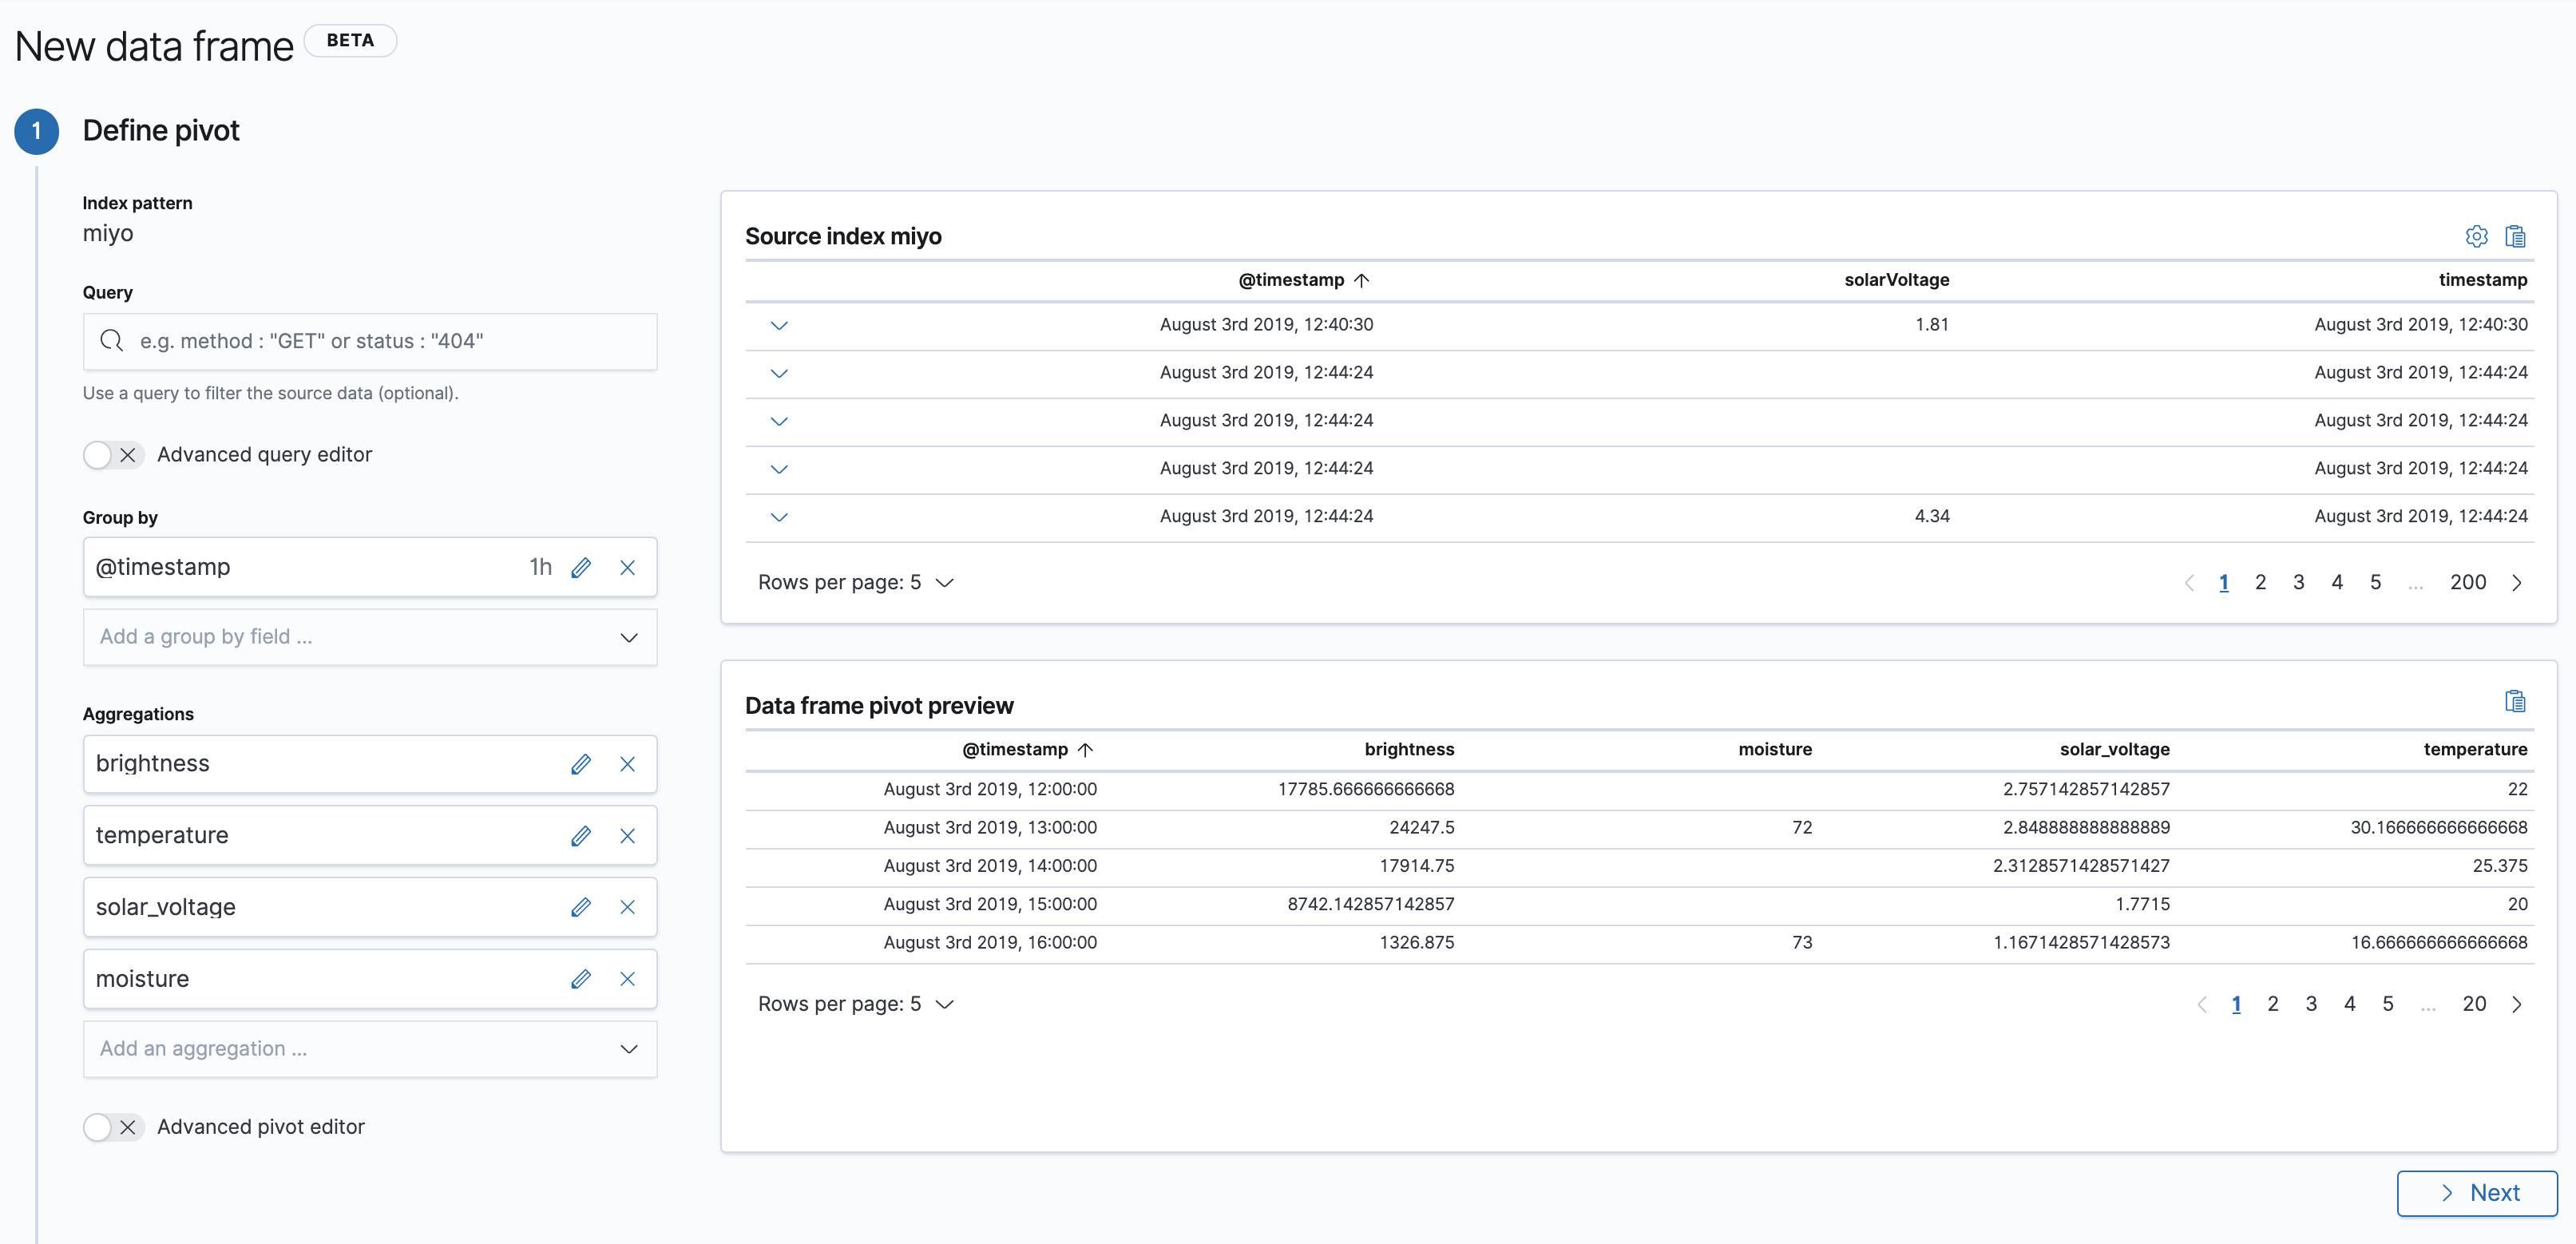 New data frame BETA
1 Define pivot
Index pattern
miyo
Query
e.g. method : "GET" or status : "404"
Use a query to filter the source data (optional).
Advanced query editor
Group by
@timestamp 1h
Add a group by field ...
Aggregations
brightness
temperature
solar_voltage
moisture
Add an aggregation ...
Advanced pivot editor
Source index miyo
@timestamp solarVoltage timestamp
August 3rd 2019, 12:40:30 1.81 August 3rd 2019, 12:40:30
August 3rd 2019, 12:44:24 August 3rd 2019, 12:44:24
August 3rd 2019, 12:44:24 August 3rd 2019, 12:44:24
August 3rd 2019, 12:44:24 August 3rd 2019, 12:44:24
August 3rd 2019, 12:44:24 4.34 August 3rd 2019, 12:44:24
Rows per page: 5 1 2 3 4 5 ... 200
Data frame pivot preview
@timestamp brightness moisture solar_voltage temperature
August 3rd 2019, 12:00:00 17785.666666666668 2.757142857142857 22
August 3rd 2019, 13:00:00 24247.5 72 2.848888888888889 30.166666666666668
August 3rd 2019, 14:00:00 17914.75 2.3128571428571427 25.375
August 3rd 2019, 15:00:00 8742.142857142857 1.7715 20
August 3rd 2019, 16:00:00 1326.875 73 1.1671428571428573 16.666666666666668
Rows per page: 5 1 2 3 4 5 ... 20
Next